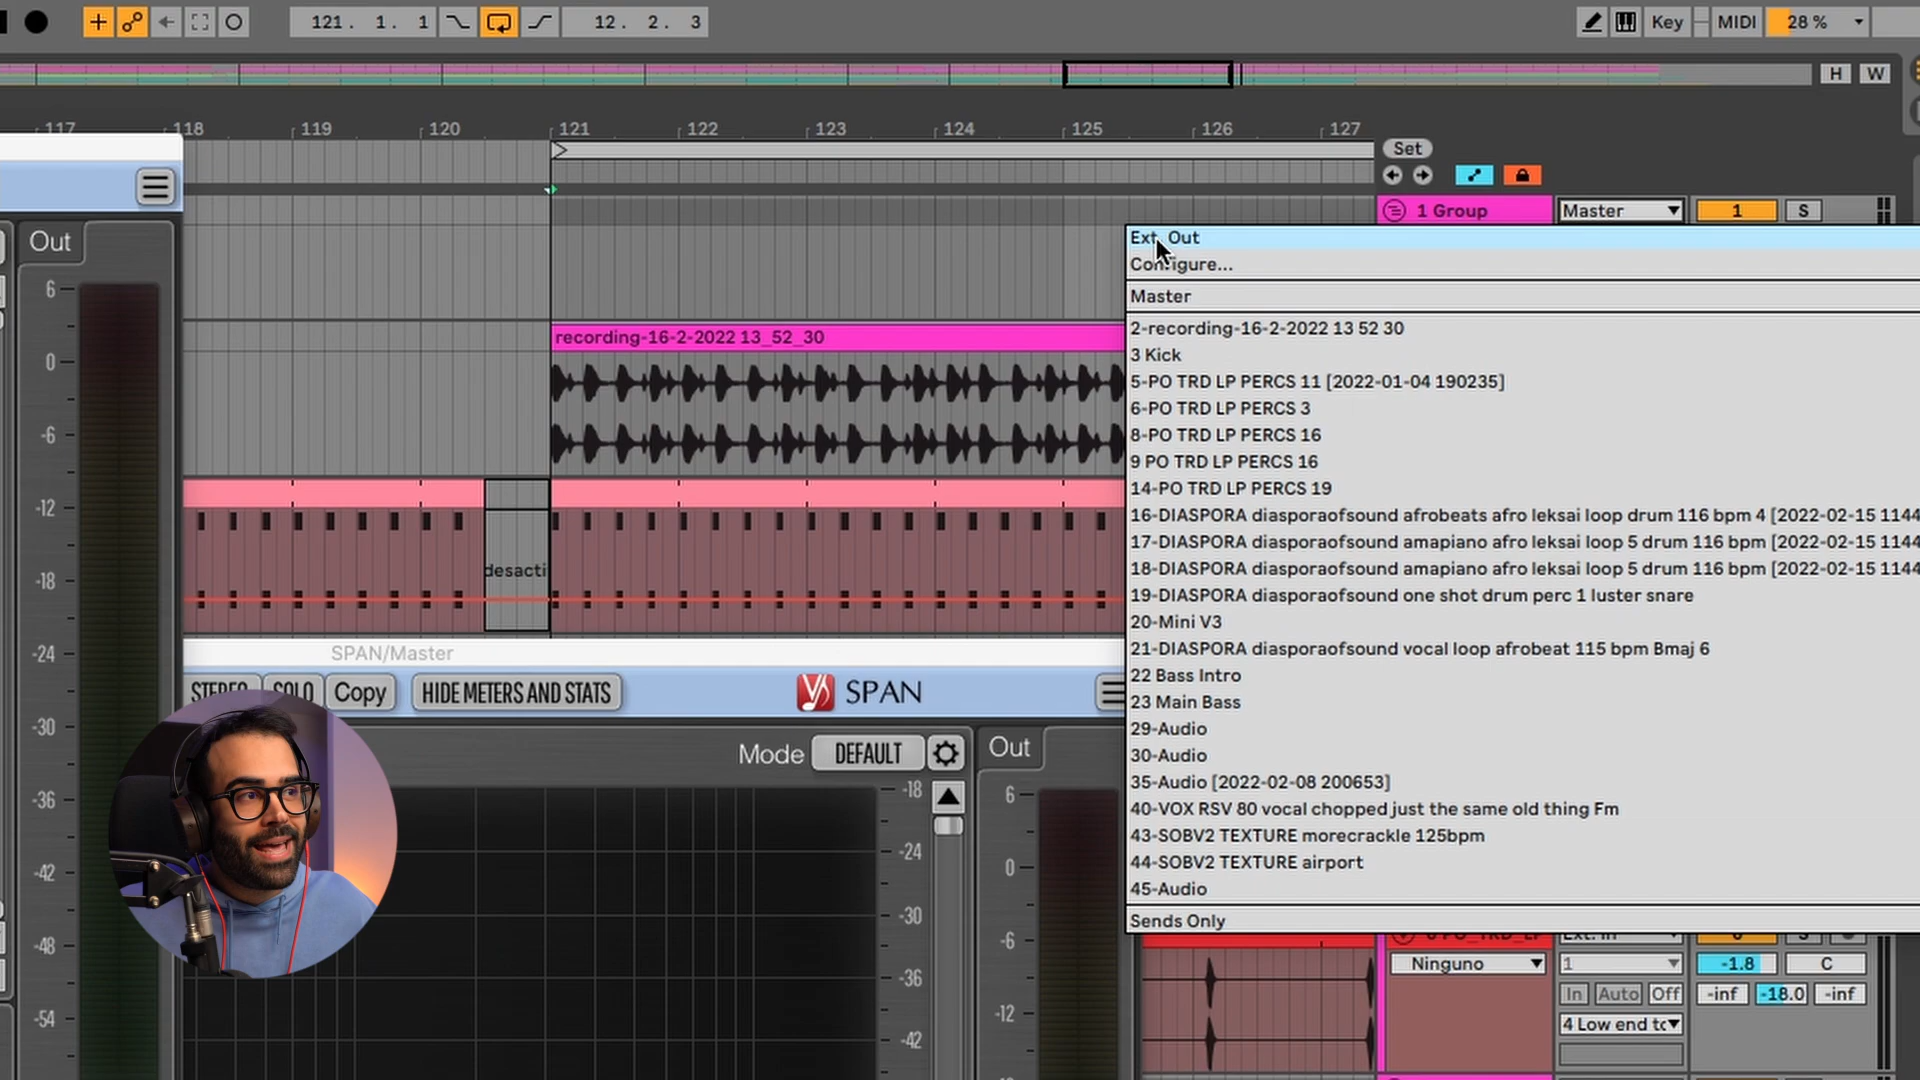 121. 1. 1
12. 2. 3
Key
MIDI
28 %
H
W
117
118
119
120
121
122
123
124
125
126
127
Set
1 Group
Master
1
S
Ext. Out
Configure...
Master
2-recording-16-2-2022 13 52 30
3 Kick
5-PO TRD LP PERCS 11 [2022-01-04 190235]
6-PO TRD LP PERCS 3
8-PO TRD LP PERCS 16
9 PO TRD LP PERCS 16
14-PO TRD LP PERCS 19
16-DIASPORA diasporaofsound afrobeats afro leksai loop drum 116 bpm 4 [2022-02-15 1144
17-DIASPORA diasporaofsound amapiano afro leksai loop 5 drum 116 bpm [2022-02-15 1144
18-DIASPORA diasporaofsound amapiano afro leksai loop 5 drum 116 bpm [2022-02-15 1144
19-DIASPORA diasporaofsound one shot drum perc 1 luster snare
20-Mini V3
21-DIASPORA diasporaofsound vocal loop afrobeat 115 bpm Bmaj 6
22 Bass Intro
23 Main Bass
29-Audio
30-Audio
35-Audio [2022-02-08 200653]
40-VOX RSV 80 vocal chopped just the same old thing Fm
43-SOBV2 TEXTURE morecrackle 125bpm
44-SOBV2 TEXTURE airport
45-Audio
Sends Only
Out
6
0
-6
-12
-18
-24
-30
-36
-42
-48
-54
recording-16-2-2022 13_52_30
desacti
SPAN/Master
STEREO
SOLO
Copy
HIDE METERS AND STATS
SPAN
Mode
DEFAULT
-18
-24
-30
-36
-42
Out
6
0
-6
-12
Ninguno
1
-1.8
C
In
Auto
Off
-inf
-18.0
-inf
4 Low end to